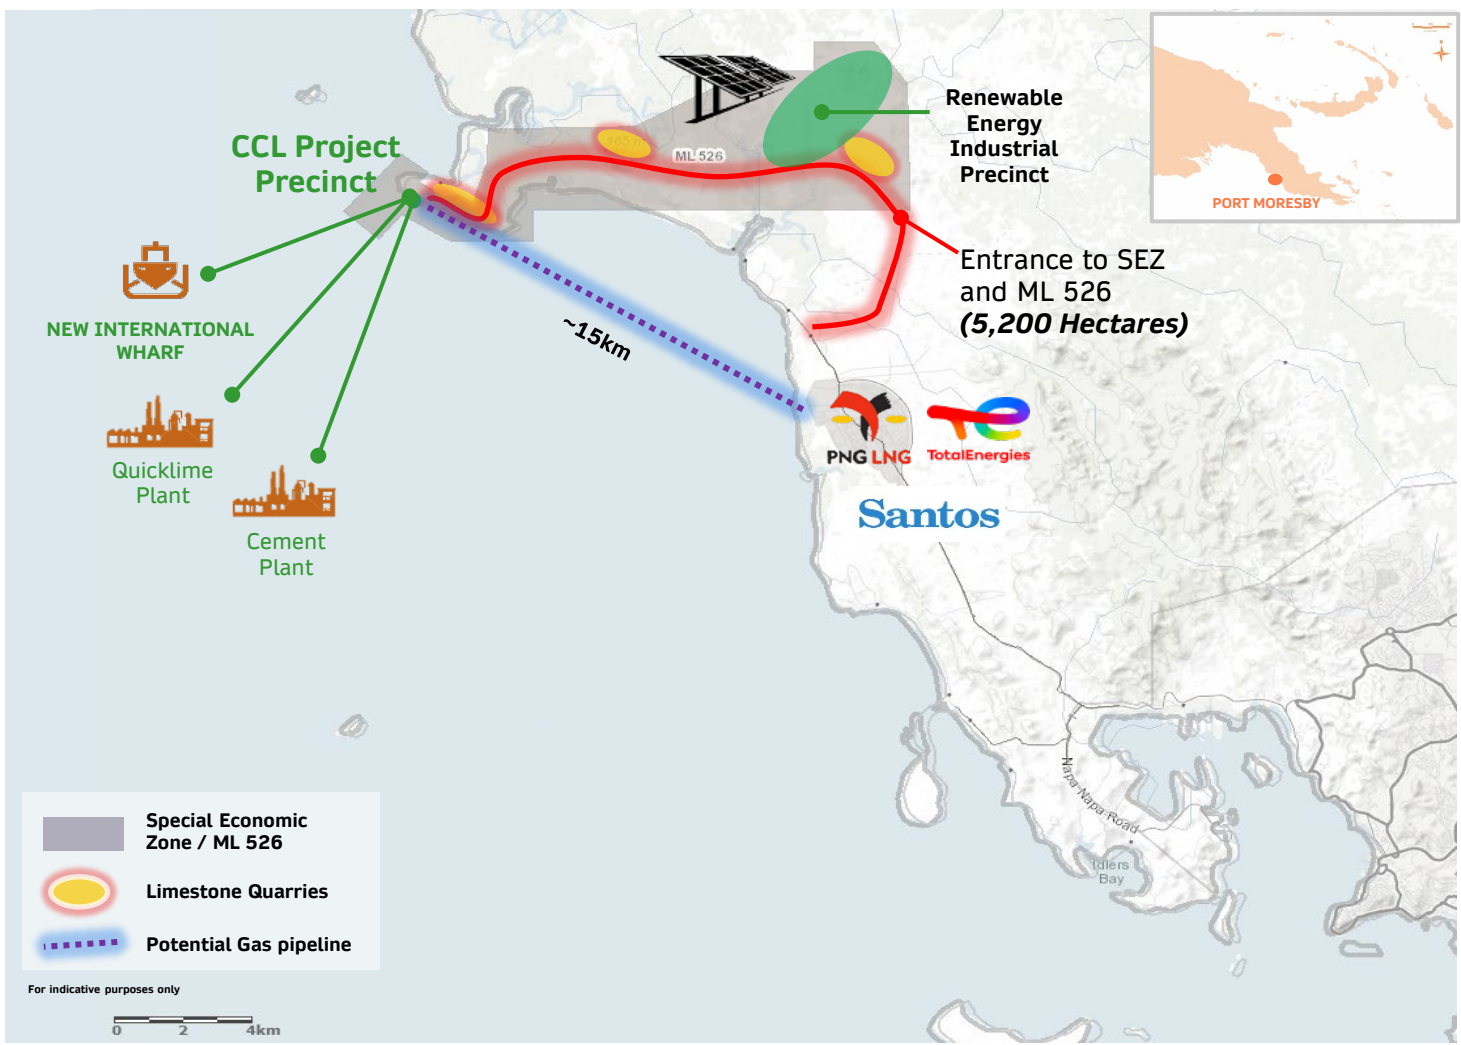 CCL Project
Precinct
NEW INTERNATIONAL
WHARF
Quicklime
Plant
Cement
Plant
165 m
ML 526
Renewable
Energy
Industrial
Precinct
PORT MORESBY
Entrance to SEZ
and ML 526
(5,200 Hectares)
~15km
PNG LNG
TotalEnergies
Santos
Napa Napa Road
Idlers
Bay
Special Economic
Zone / ML 526
Limestone Quarries
Potential Gas pipeline
For indicative purposes only
0 2 4km